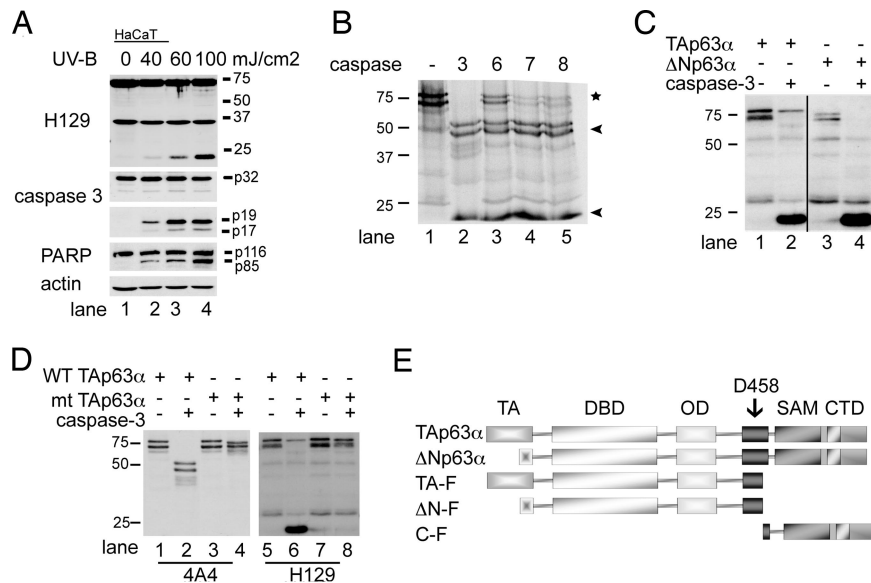 A
HaCaT
UV-B 0 40 60 100 mJ/cm2
75
50
H129
37
25
caspase 3
p32
p19
p17
PARP
p116
p85
actin
lane 1 2 3 4
B
caspase - 3 6 7 8
75
50
37
25
lane 1 2 3 4 5
C
TAp63α + + - -
ΔNp63α - - + +
caspase-3 - + - +
75
50
25
lane 1 2 3 4
D
WT TAp63α + + - - + + - -
mt TAp63α - - + + - - + +
caspase-3 - + - + - + - +
75
50
25
lane 1 2 3 4 5 6 7 8
4A4 H129
E
D458
TA DBD OD SAM CTD
TAp63α
ΔNp63α
TA-F
ΔN-F
C-F